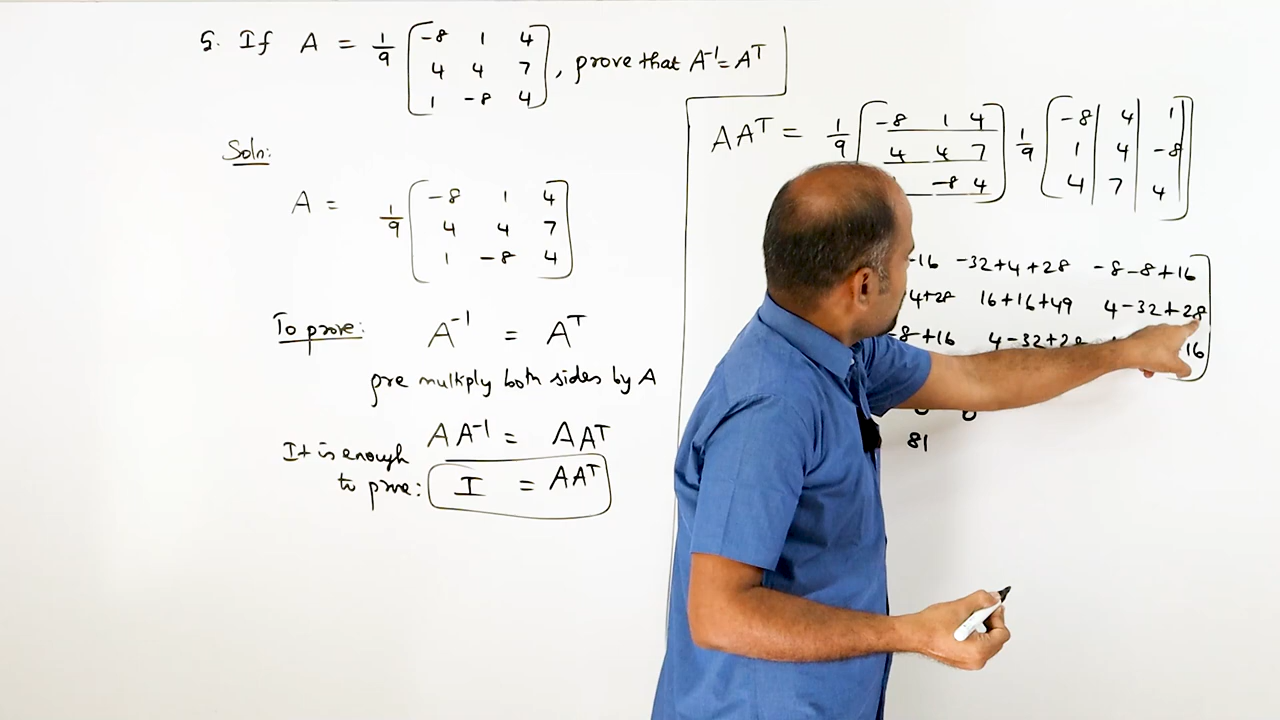 5. If A = 1/9 [-8 1 4
4 4 7
1 -8 4], prove that A⁻¹ = Aᵀ
Soln:
A = 1/9 [-8 1 4
4 4 7
1 -8 4]
To prove: A⁻¹ = Aᵀ
pre multiply both sides by A
AA⁻¹ = AAᵀ
It is enough
to prove: I = AAᵀ
AAᵀ = 1/9 [-8 1 4
4 4 7
-8 4] 1/9 [-8 4 1
1 4 -8
4 7 4]
-16 -32+4+28 -8-8+16
4+28 16+16+49 4-32+28
-8+16 4-32+28 16]
81